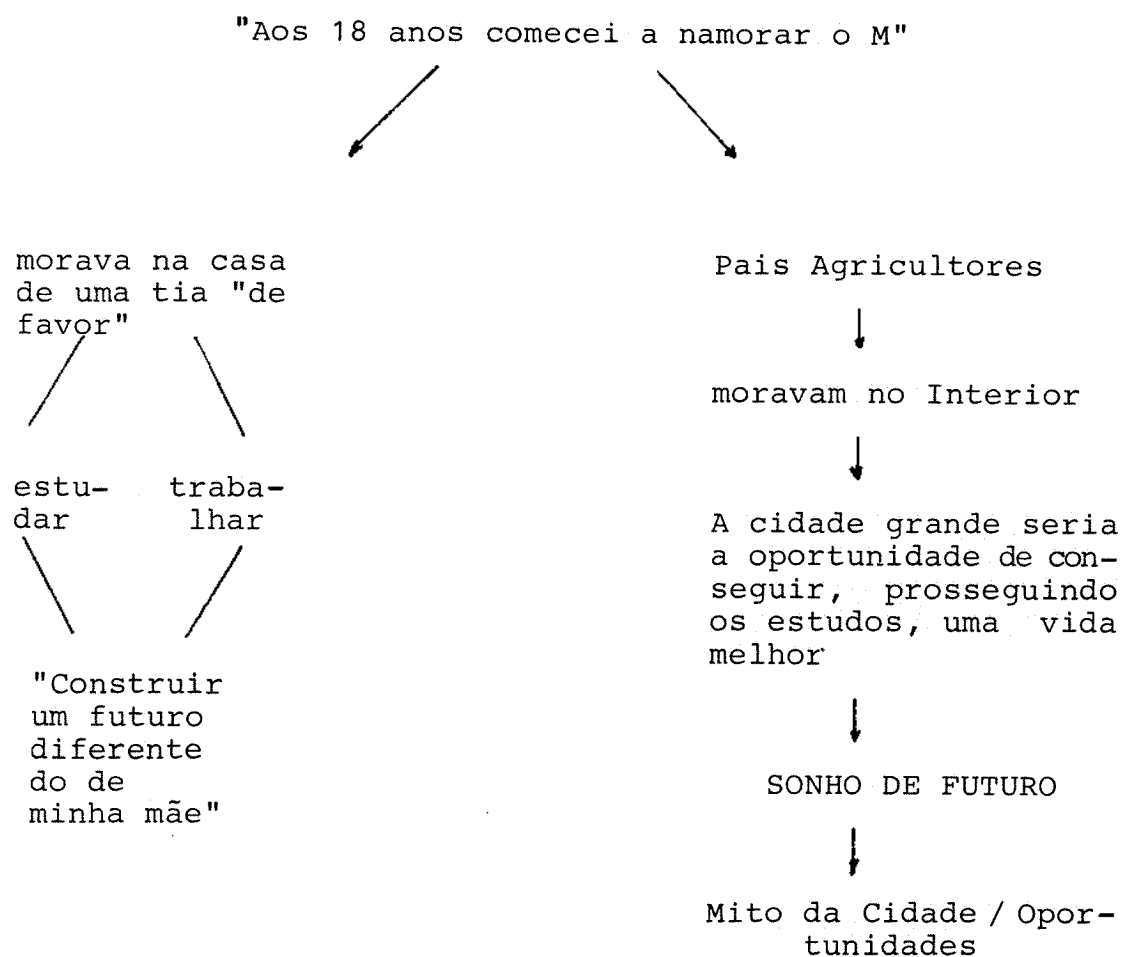 "Aos 18 anos comecei a namorar o M"
morava na casa
de uma tia "de
favor"
estu-
dar
traba-
lhar
"Construir
um futuro
diferente
do de
minha mãe"
Pais Agricultores
moravam no Interior
A cidade grande seria
a oportunidade de con-
seguir, prosseguindo
os estudos, uma vida
melhor
SONHO DE FUTURO
Mito da Cidade / Opor-
tunidades